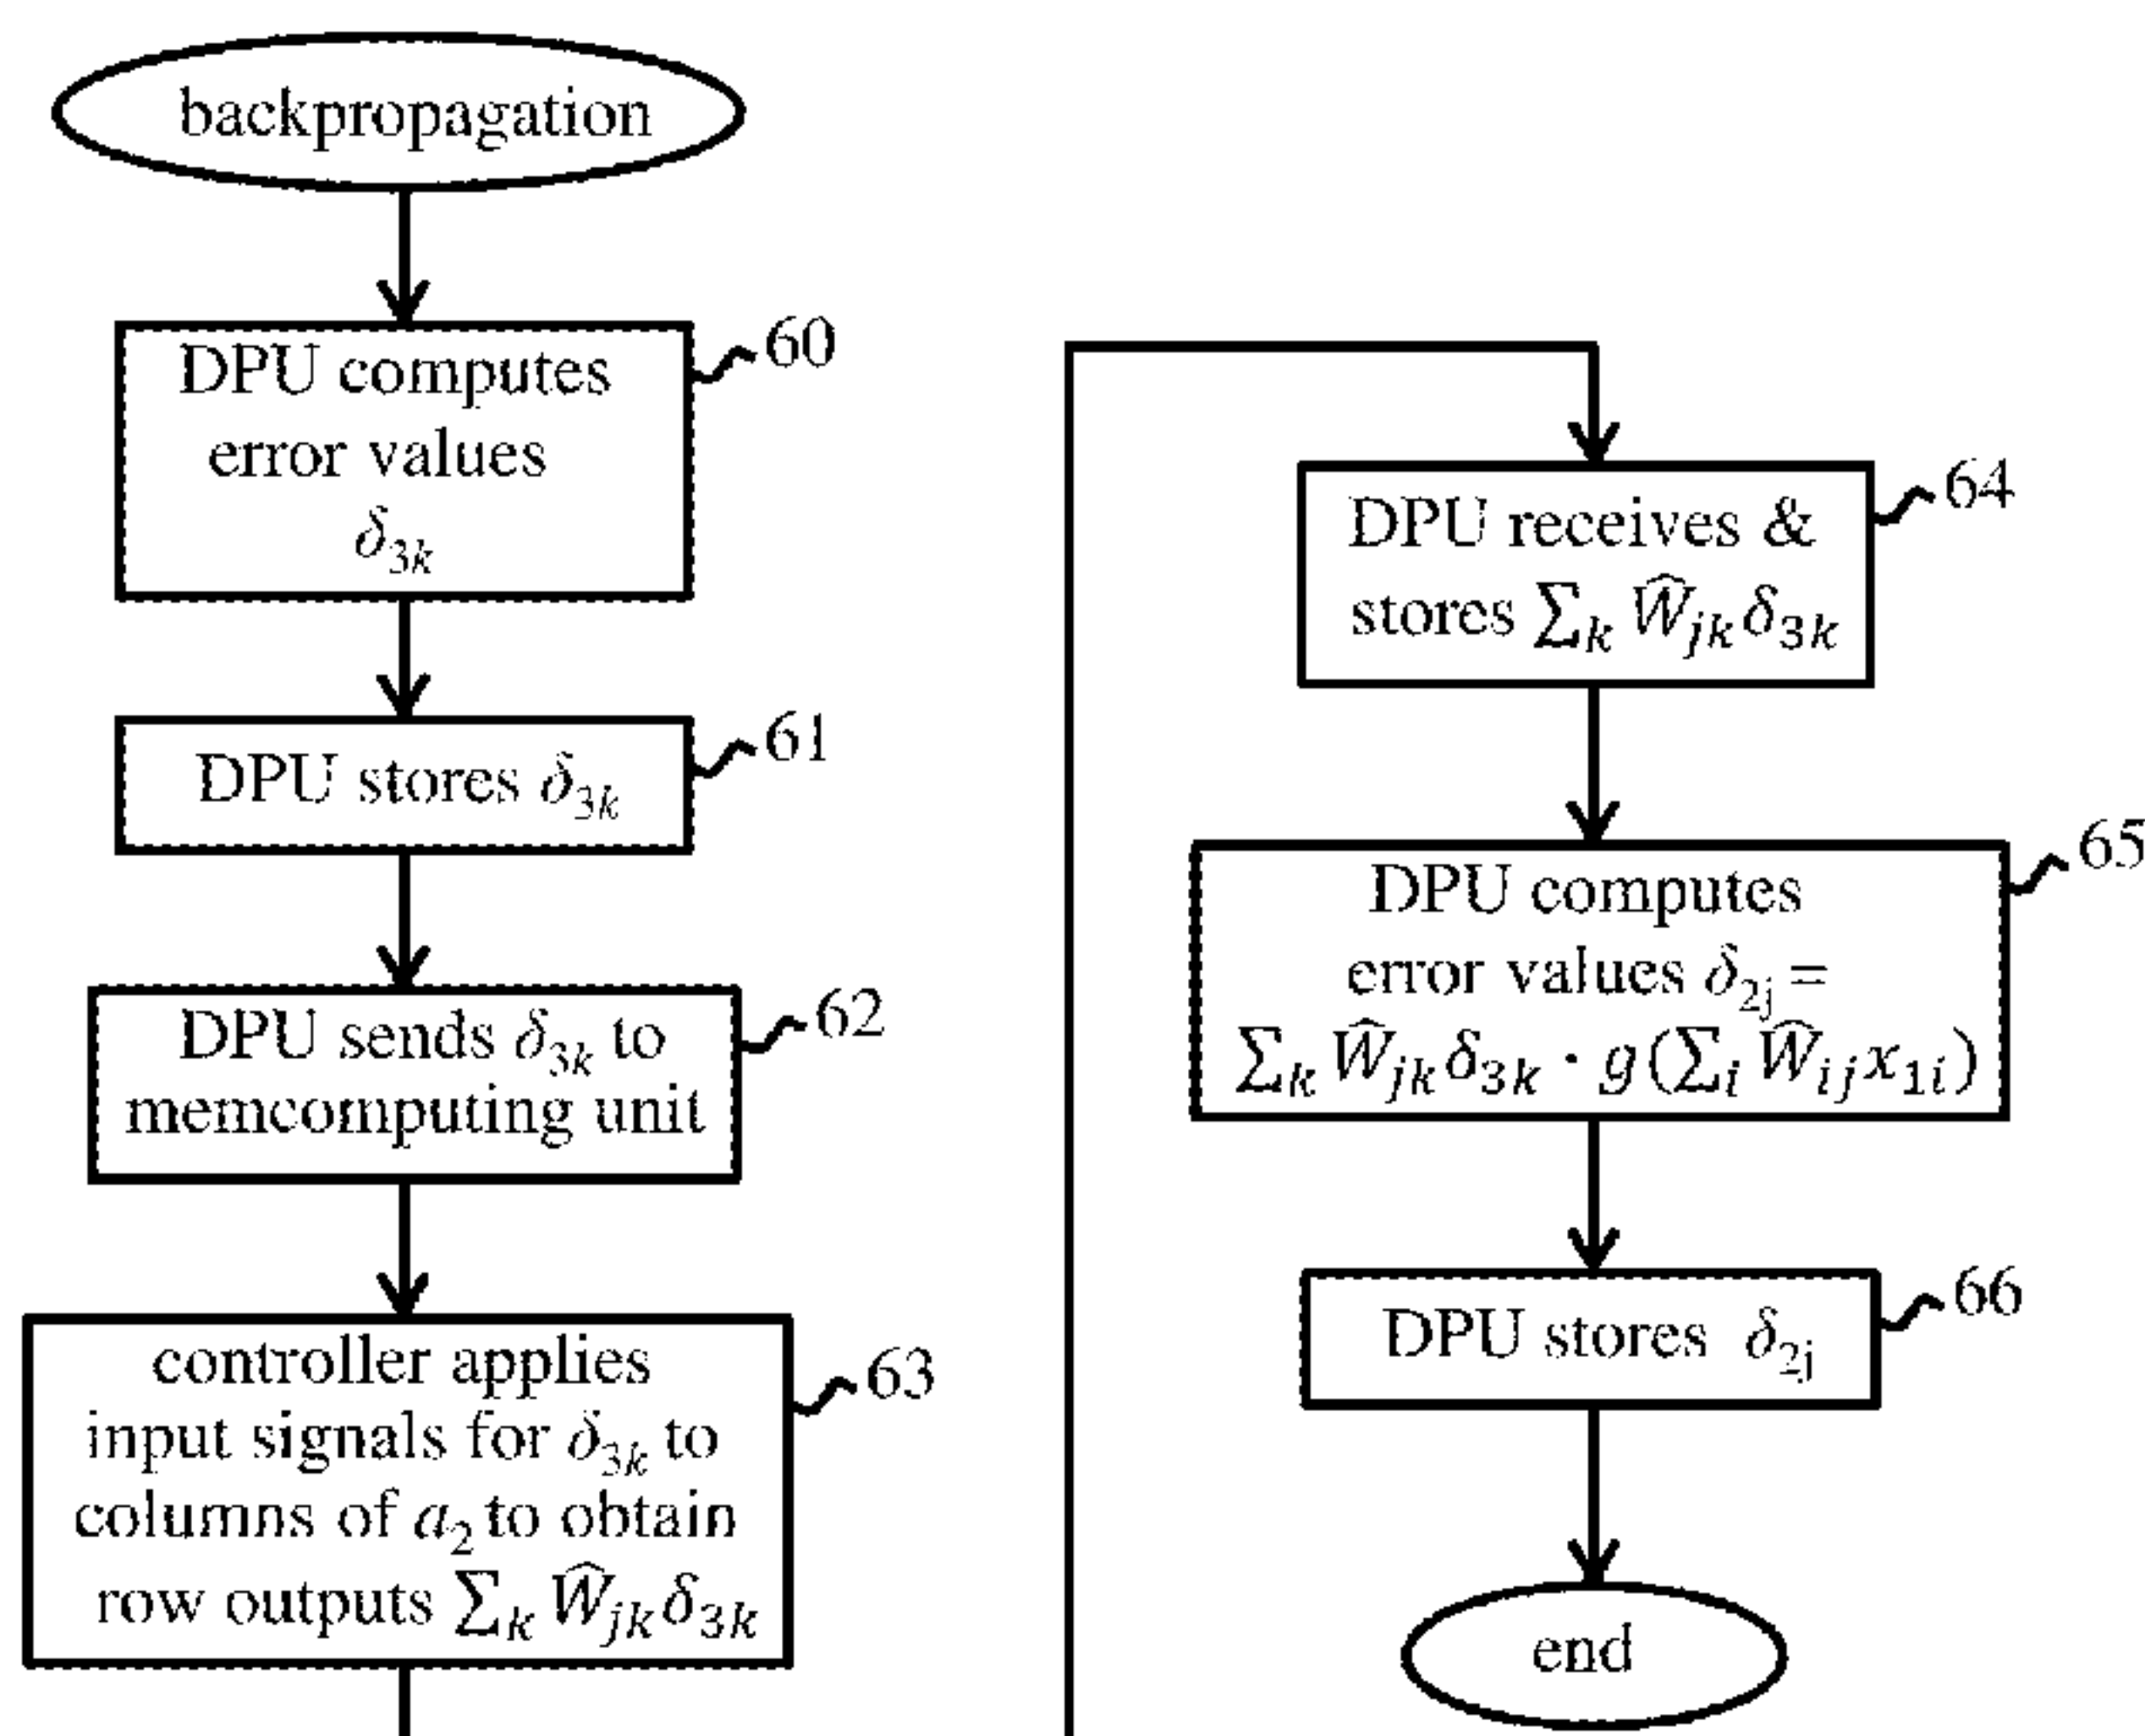 backpropagation
DPU computes
error values
δ₃ₖ
60
DPU stores δ₃ₖ
61
DPU sends δ₃ₖ to
memcomputing unit
62
controller applies
input signals for δ₃ₖ to
columns of a₂ to obtain
row outputs ∑ₖ Ŵⱼₖδ₃ₖ
63
DPU receives &
stores ∑ₖ Ŵⱼₖδ₃ₖ
64
DPU computes
error values δ₂ⱼ =
∑ₖ Ŵⱼₖδ₃ₖ · g(∑ᵢ Ŵᵢⱼx₁ᵢ)
65
DPU stores δ₂ⱼ
66
end